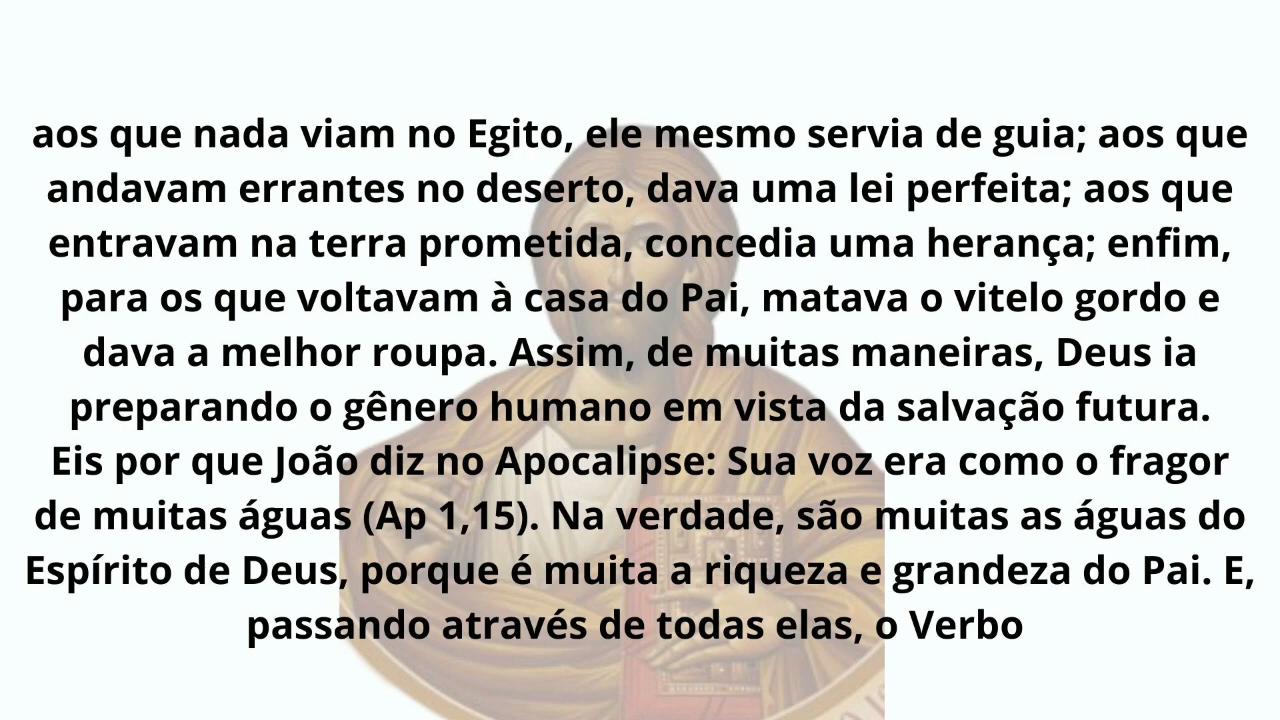 aos que nada viam no Egito, ele mesmo servia de guia; aos que
andavam errantes no deserto, dava uma lei perfeita; aos que
entravam na terra prometida, concedia uma herança; enfim,
para os que voltavam à casa do Pai, matava o vitelo gordo e
dava a melhor roupa. Assim, de muitas maneiras, Deus ia
preparando o gênero humano em vista da salvação futura.
Eis por que João diz no Apocalipse: Sua voz era como o fragor
de muitas águas (Ap 1,15). Na verdade, são muitas as águas do
Espírito de Deus, porque é muita a riqueza e grandeza do Pai. E,
passando através de todas elas, o Verbo